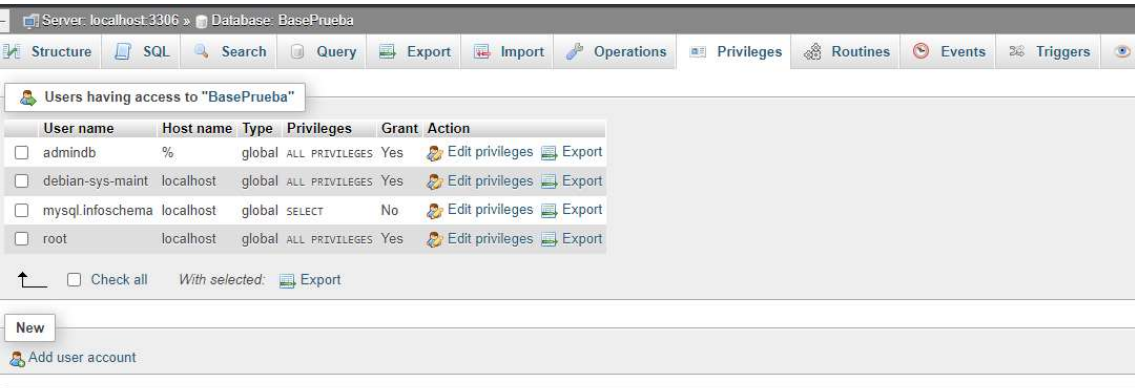 Server: localhost:3306 » Database: BasePrueba
Structure SQL Search Query Export Import Operations Privileges Routines Events Triggers
Users having access to "BasePrueba"
User name Host name Type Privileges Grant Action
admindb % global ALL PRIVILEGES Yes Edit privileges Export
debian-sys-maint localhost global ALL PRIVILEGES Yes Edit privileges Export
mysql.infoschema localhost global SELECT No Edit privileges Export
root localhost global ALL PRIVILEGES Yes Edit privileges Export
Check all With selected: Export
New
Add user account